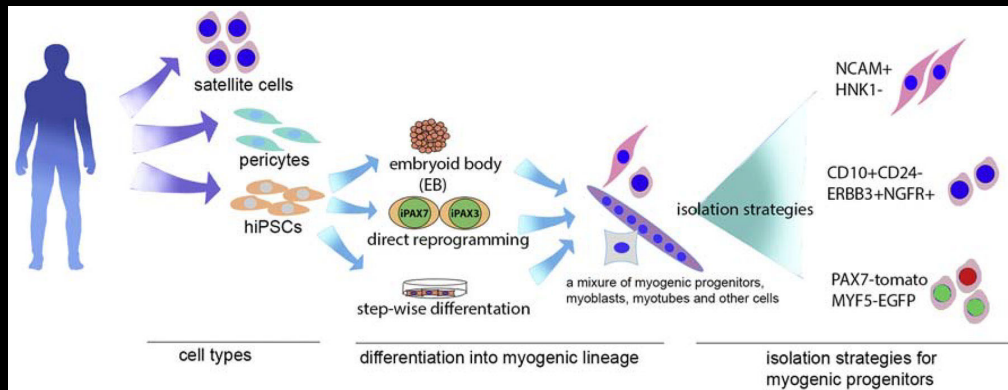 satellite cells
pericytes
hiPSCs
embryoid body
(EB)
iPAX7 iPAX3
direct reprogramming
step-wise differentation
a mixture of myogenic progenitors,
myoblasts, myotubes and other cells
isolation strategies
NCAM+
HNK1-
CD10+CD24-
ERBB3+NGFR+
PAX7-tomato
MYF5-EGFP
cell types
differentiation into myogenic lineage
isolation strategies for
myogenic progenitors